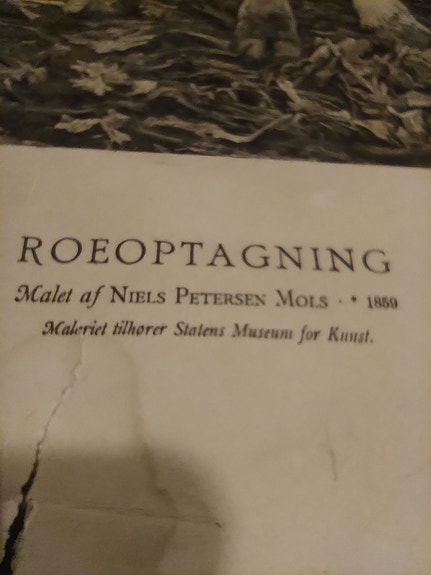 ROEOPTAGNING
Malet af NIELS PETERSEN MOLS · * 1859
Maleriet tilhører Statens Museum for Kunst.